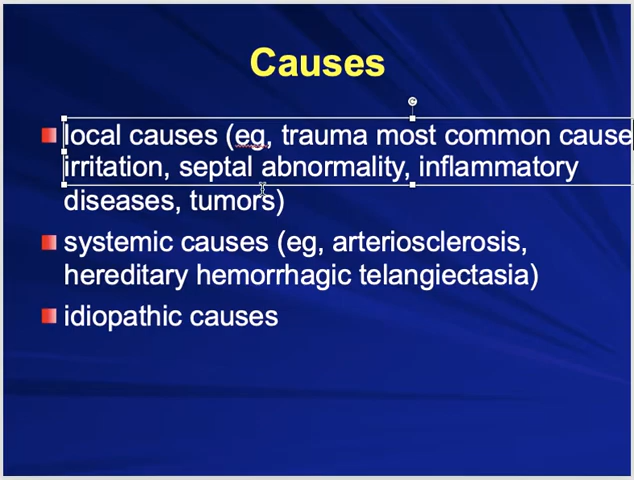 Causes
local causes (eg, trauma most common cause
irritation, septal abnormality, inflammatory
diseases, tumors)
systemic causes (eg, arteriosclerosis,
hereditary hemorrhagic telangiectasia)
idiopathic causes